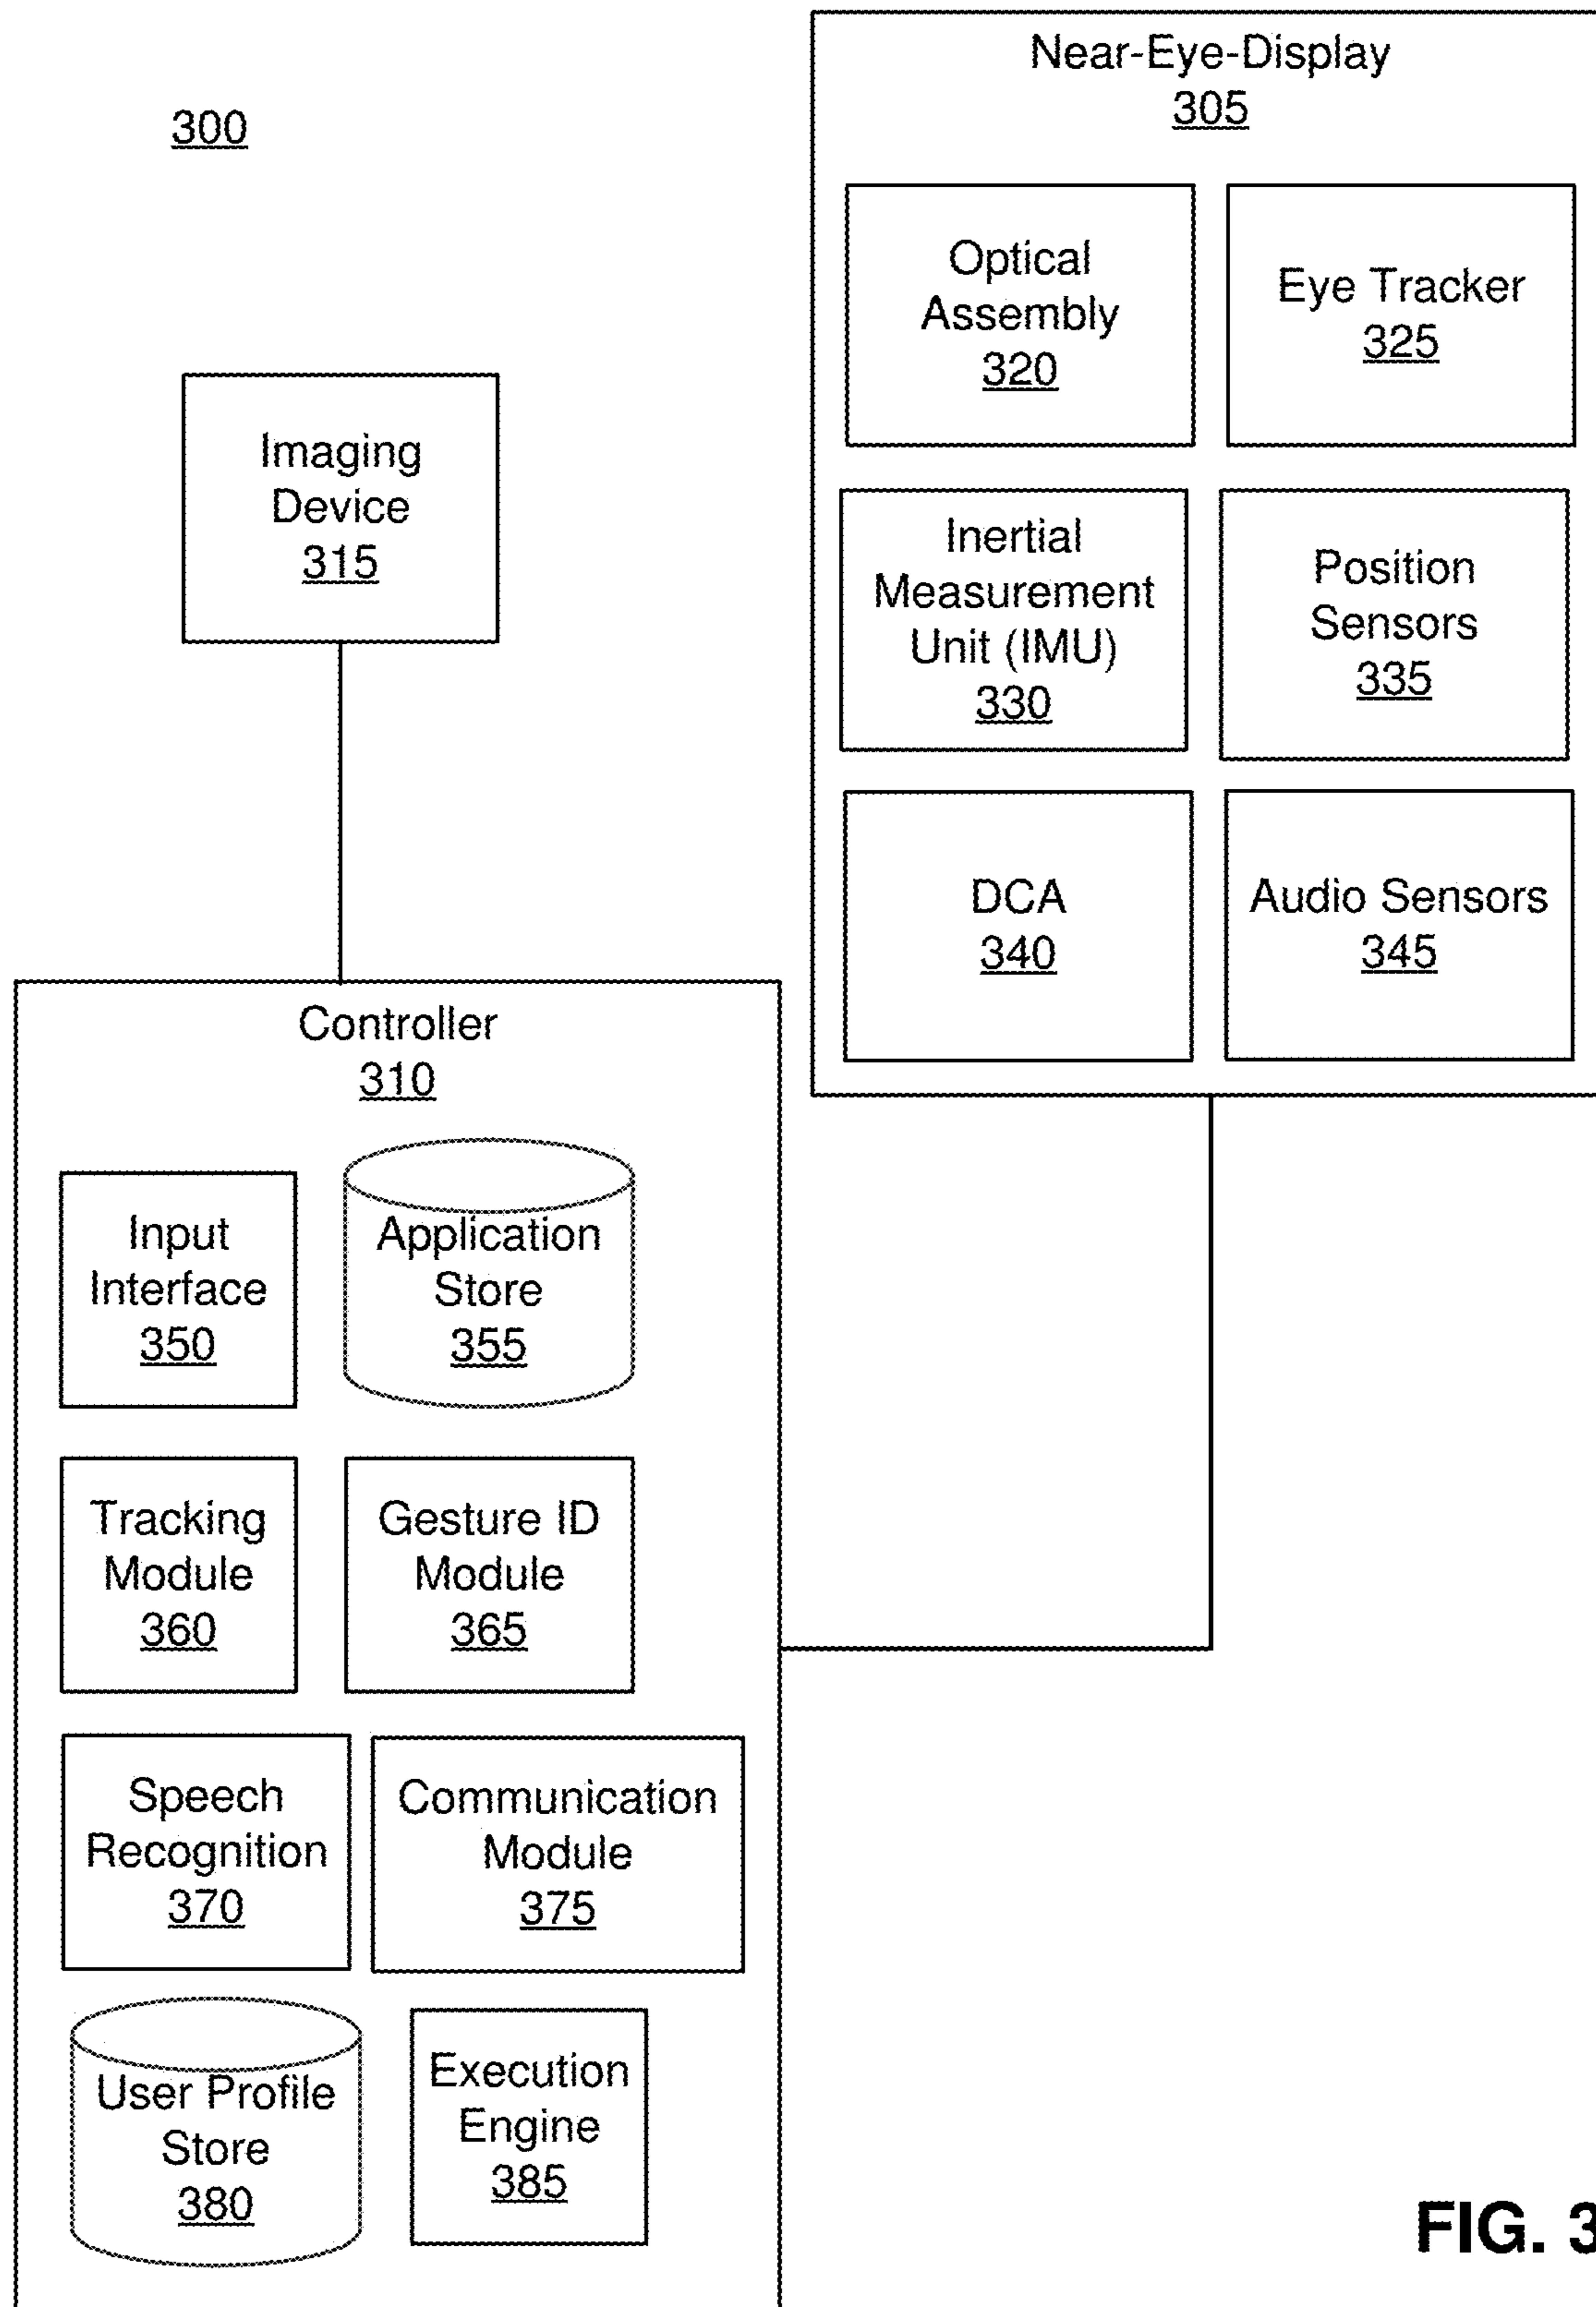 300
Near-Eye-Display
305
Optical
Assembly
320
Eye Tracker
325
Imaging
Device
315
Inertial
Measurement
Unit (IMU)
330
Position
Sensors
335
DCA
340
Audio Sensors
345
Controller
310
Input
Interface
350
Application
Store
355
Tracking
Module
360
Gesture ID
Module
365
Speech
Recognition
370
Communication
Module
375
User Profile
Store
380
Execution
Engine
385
FIG. 3